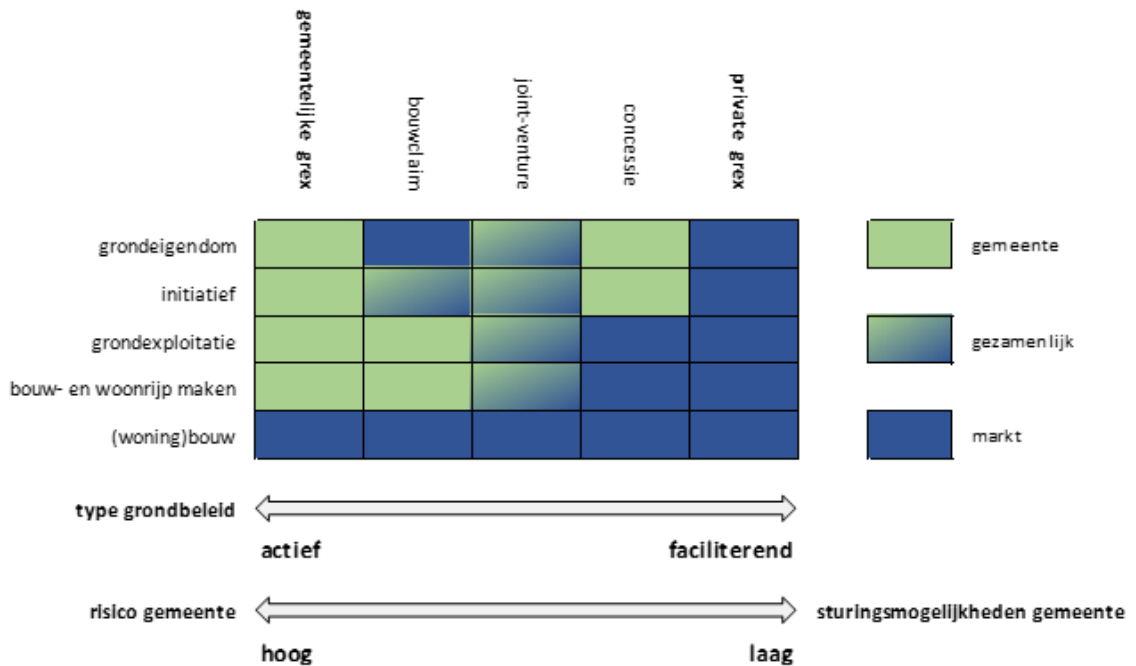 gemeentelijke grex
bouwclaim
joint-venture
concessie
private grex
grondeigendom
gemeente
initiatief
grondexploitatie
gezamenlijk
bouw- en woonrijp maken
(woning)bouw
markt
type grondbeleid
actief
faciliterend
risico gemeente
sturingsmogelijkheden gemeente
hoog
laag